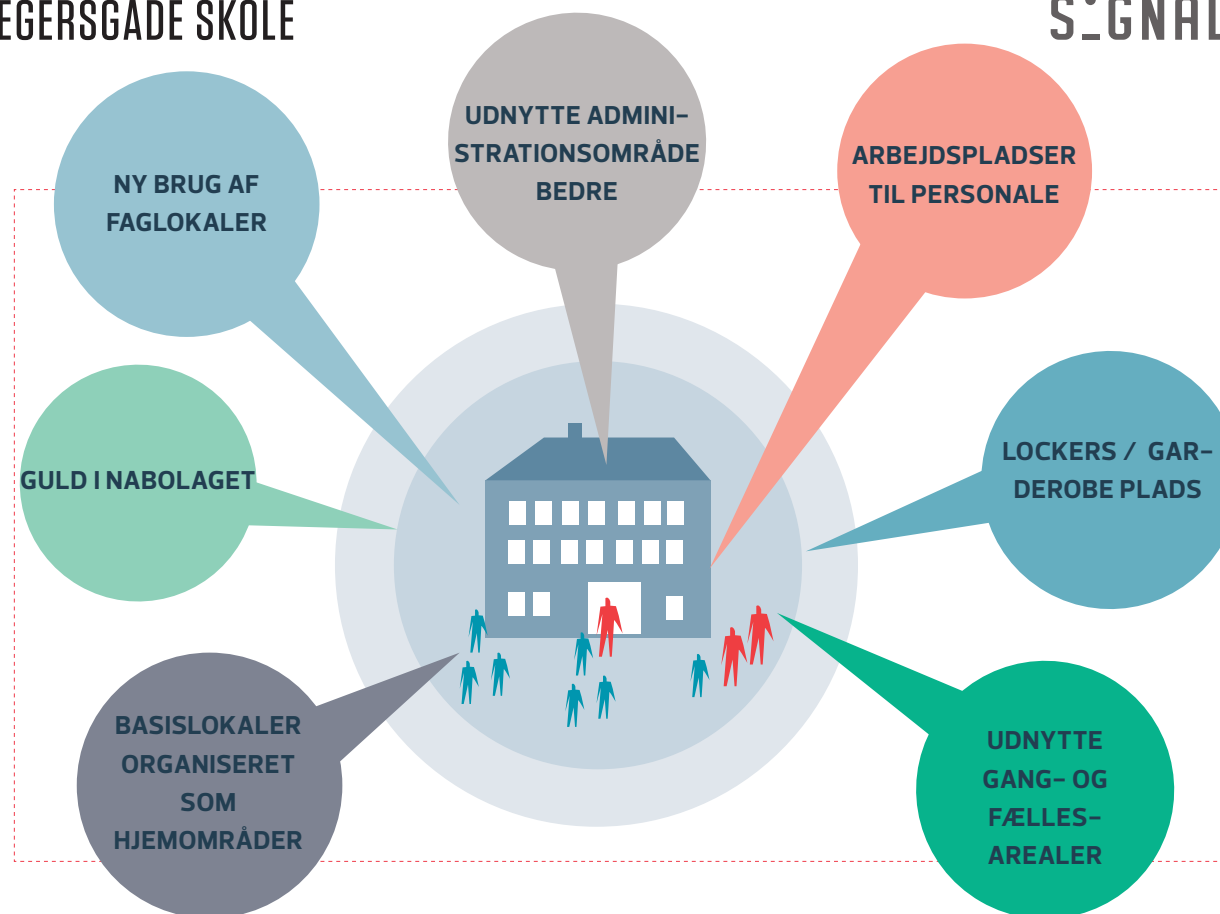 EGERSGADE SKOLE
SIGNAL
UDNYTTE ADMINI-
STRATIONSOMRÅDE
BEDRE
NY BRUG AF
FAGLOKALER
ARBEJDSPLADSER
TIL PERSONALE
GULD I NABOLAGET
LOCKERS / GAR-
DEROBE PLADS
BASISLOKALER
ORGANISERET
SOM
HJEMOMRÅDER
UDNYTTE
GANG- OG
FÆLLES-
AREALER